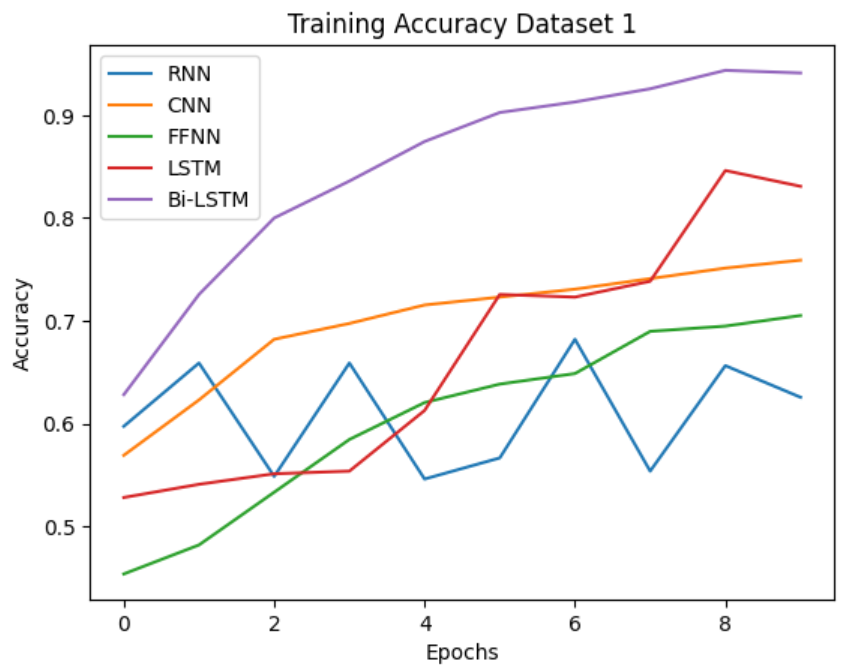 Training Accuracy Dataset 1
RNN
CNN
FFNN
LSTM
Bi-LSTM
0.9
0.8
0.7
0.6
0.5
Accuracy
0 2 4 6 8
Epochs